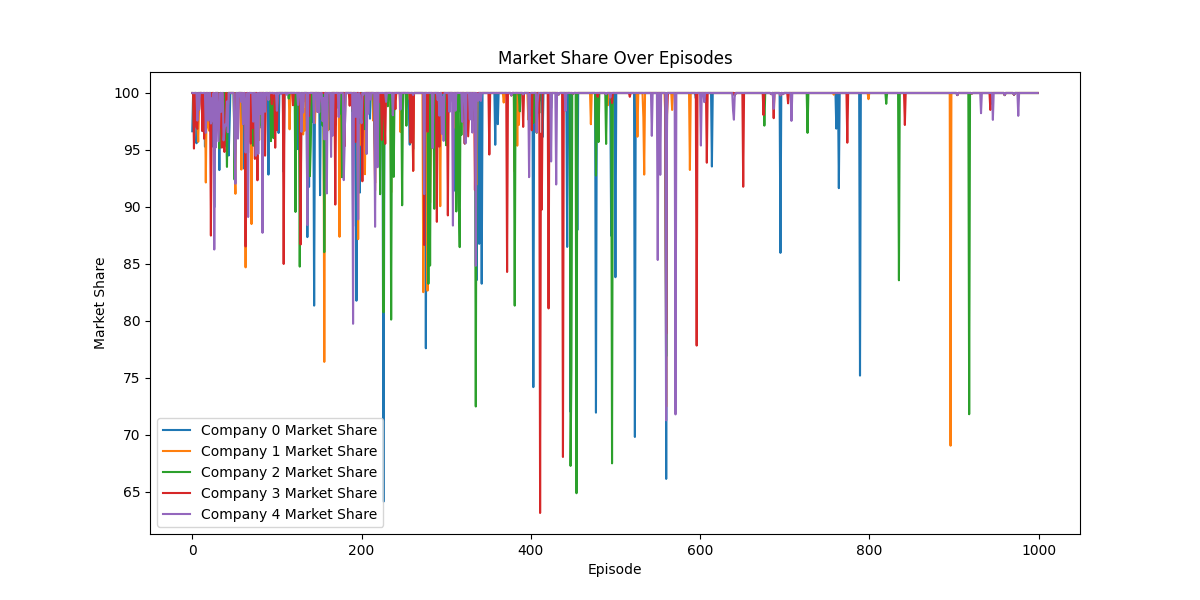 Market Share Over Episodes
Market Share
100
95
90
85
80
75
70
65
Company 0 Market Share
Company 1 Market Share
Company 2 Market Share
Company 3 Market Share
Company 4 Market Share
0
200
400
600
800
1000
Episode